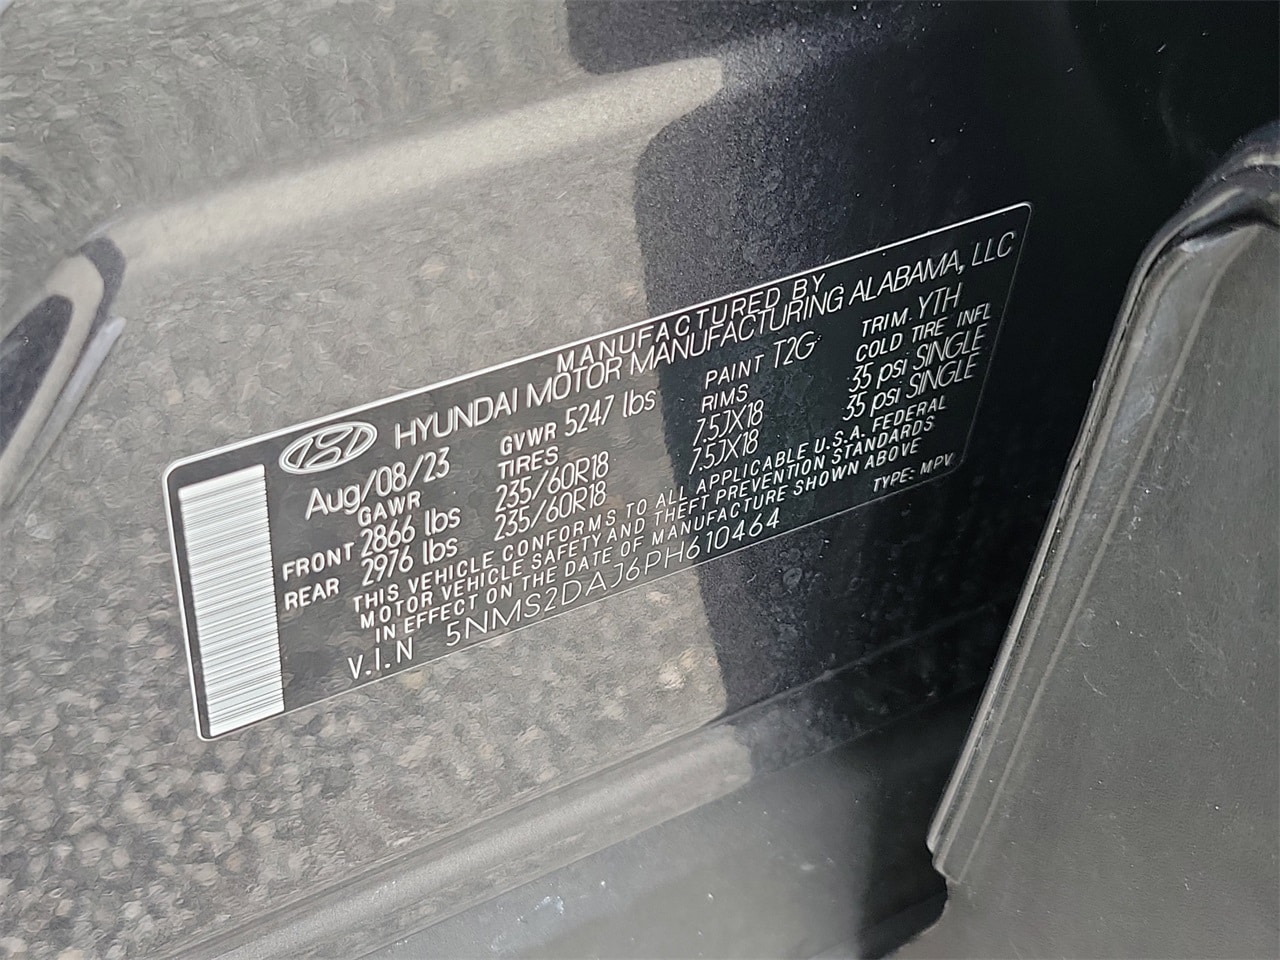 MANUFACTURED BY
HYUNDAI MOTOR MANUFACTURING ALABAMA, LLC
Aug/08/23 GVWR 5247 lbs PAINT T2G TRIM. YTH
GAWR TIRES RIMS COLD TIRE INFL
FRONT 2866 lbs 235/60R18 7.5JX18 35 psi SINGLE
REAR 2976 lbs 235/60R18 7.5JX18 35 psi SINGLE
THIS VEHICLE CONFORMS TO ALL APPLICABLE U.S.A. FEDERAL
MOTOR VEHICLE SAFETY AND THEFT PREVENTION STANDARDS
IN EFFECT ON THE DATE OF MANUFACTURE SHOWN ABOVE
V.I.N 5NMS2DAJ6PH610464 TYPE: MPV